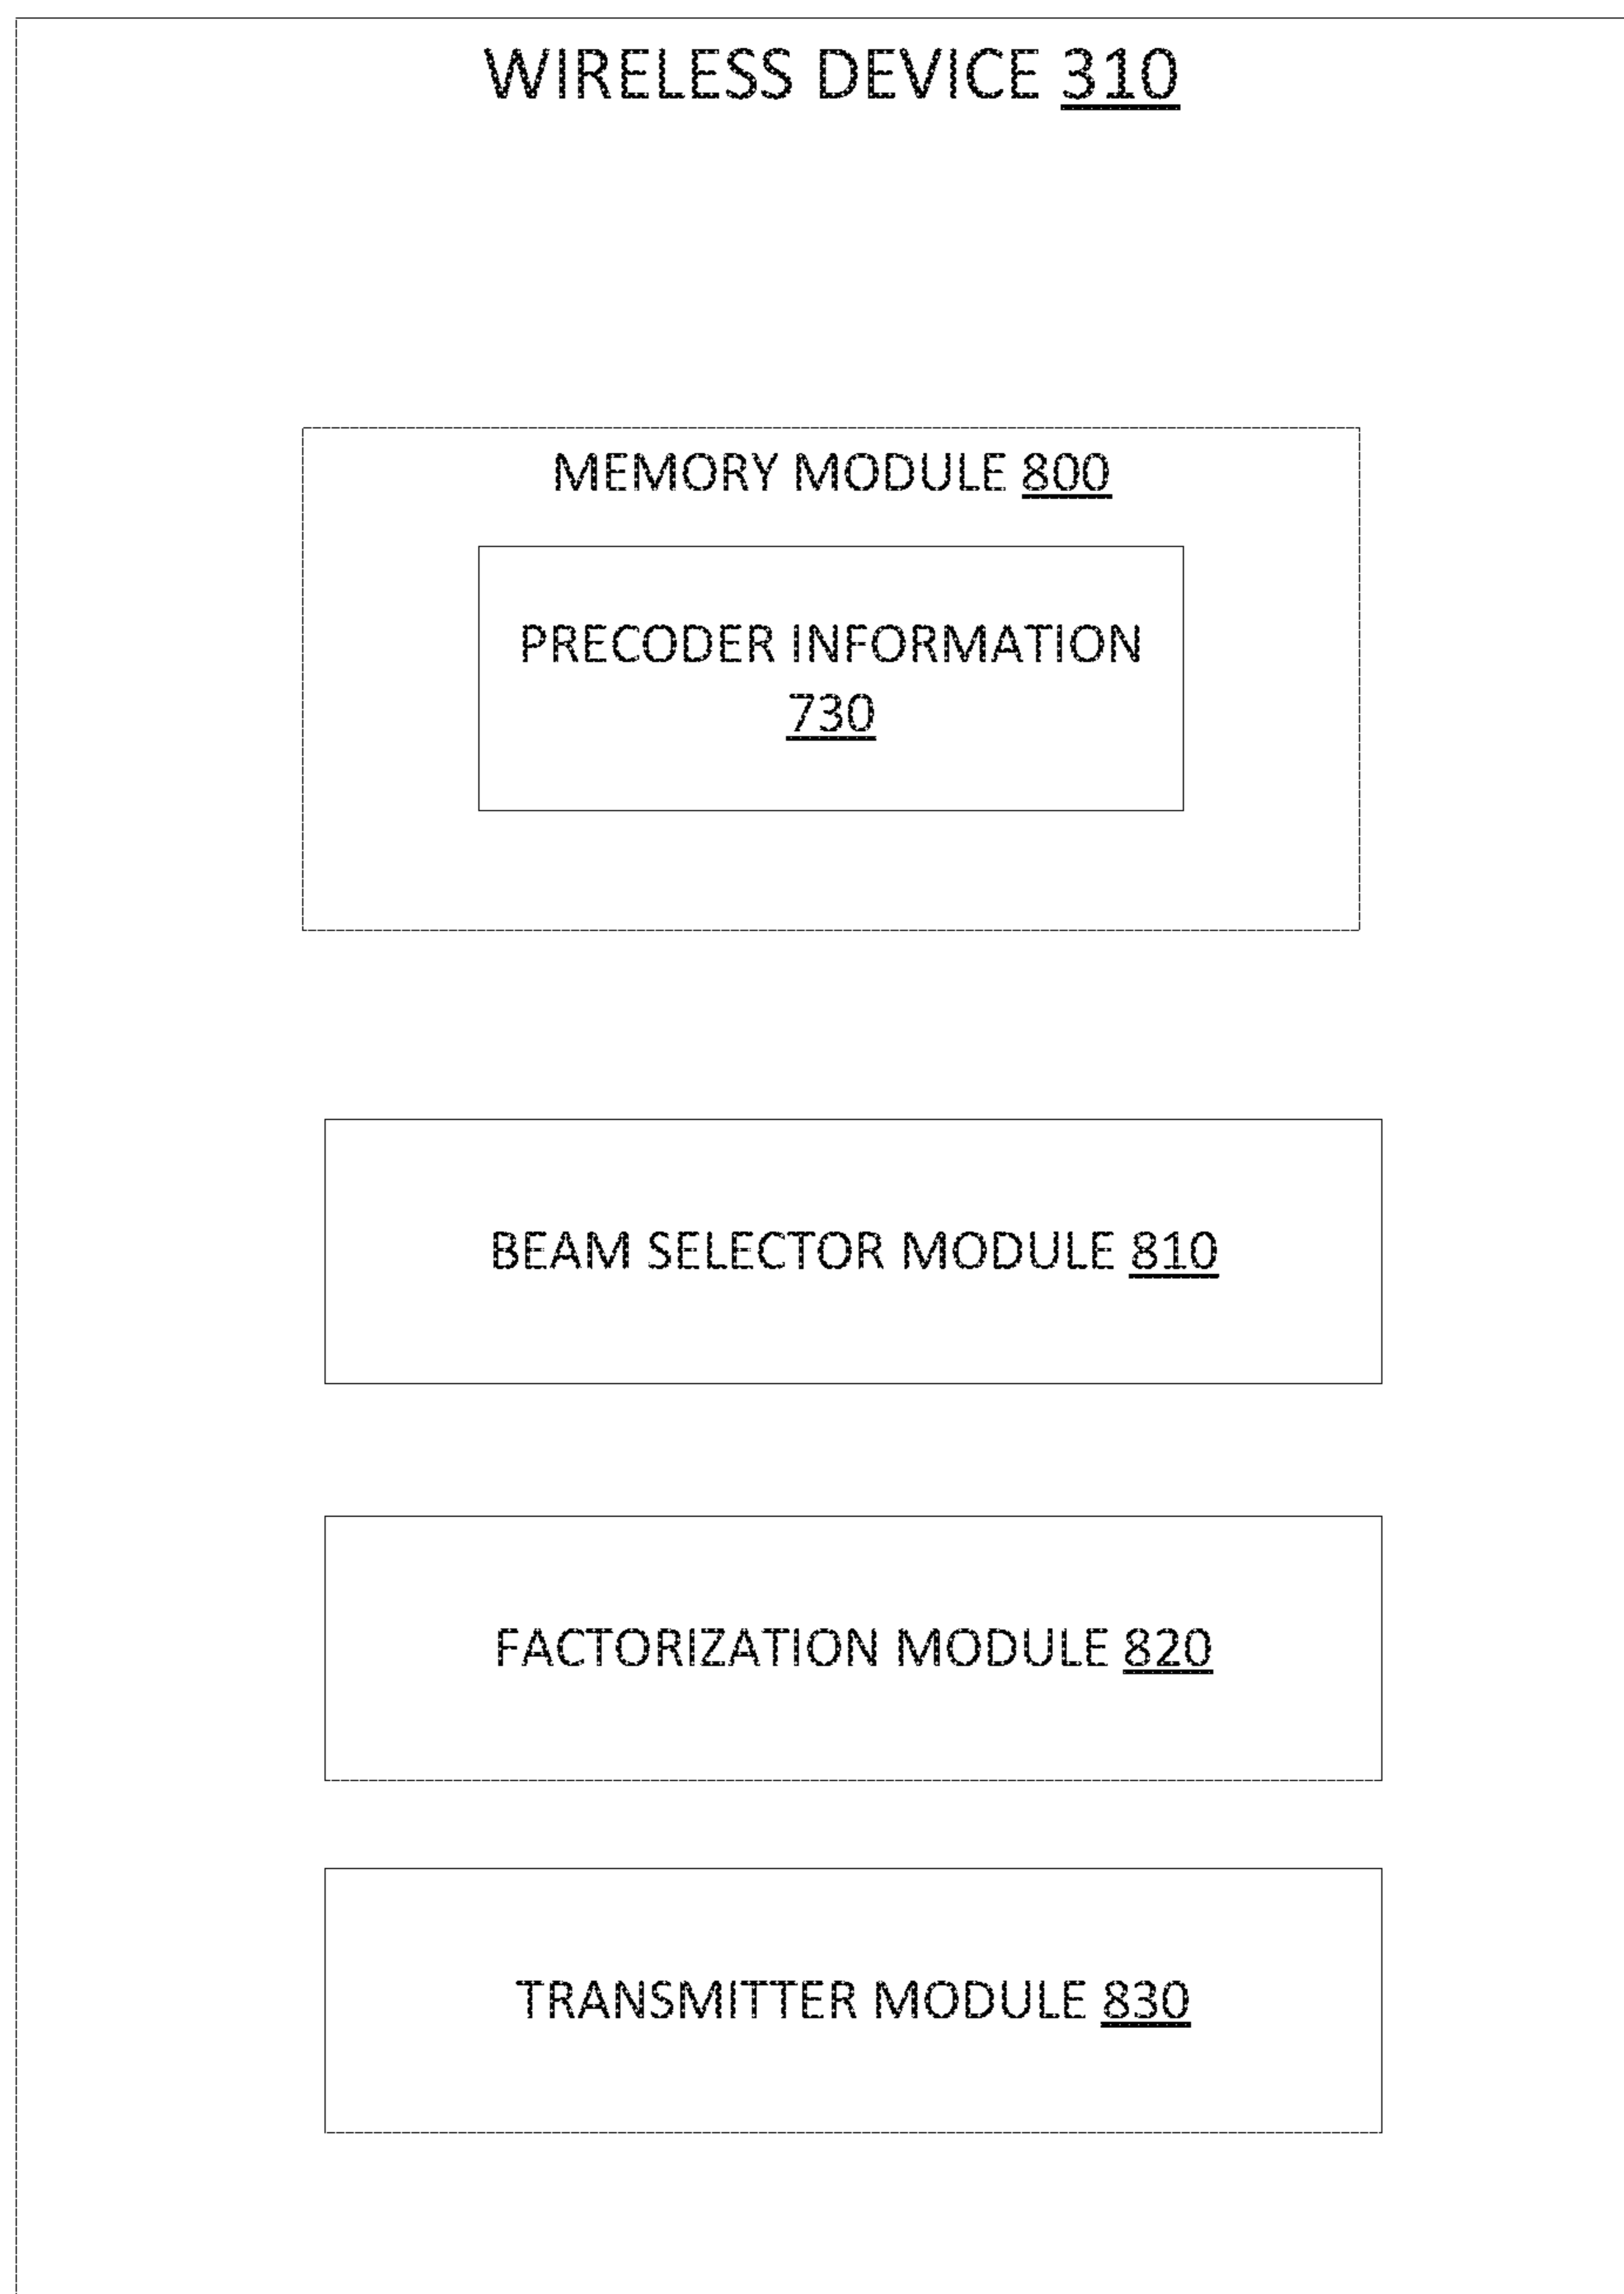 WIRELESS DEVICE 310
MEMORY MODULE 800
PRECODER INFORMATION
730
BEAM SELECTOR MODULE 810
FACTORIZATION MODULE 820
TRANSMITTER MODULE 830